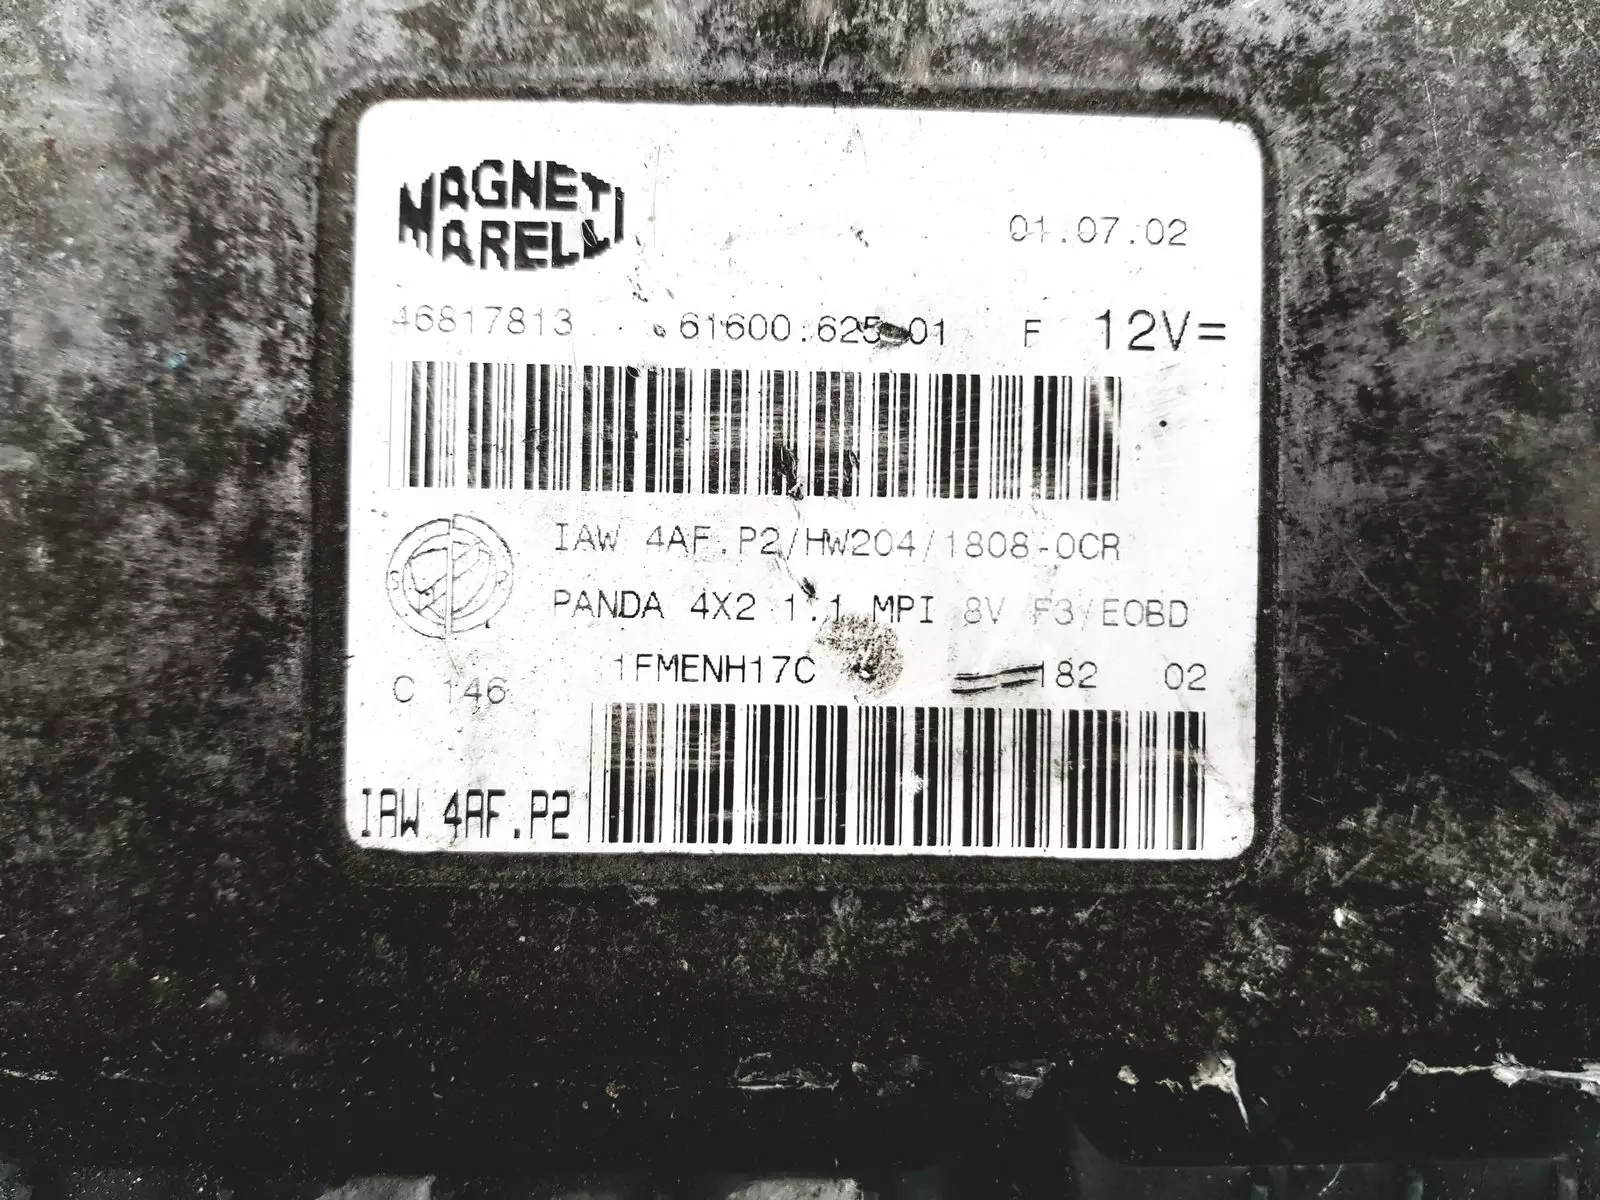 MAGNETI
MARELLI
01.07.02
46817813 61600.625.01 F 12V=
IAW 4AF.P2/HW204/1808-0CR
PANDA 4X2 1.1 MPI 8V F3/EOBD
1FMENH17C 182 02
C 146
IAW 4AF.P2